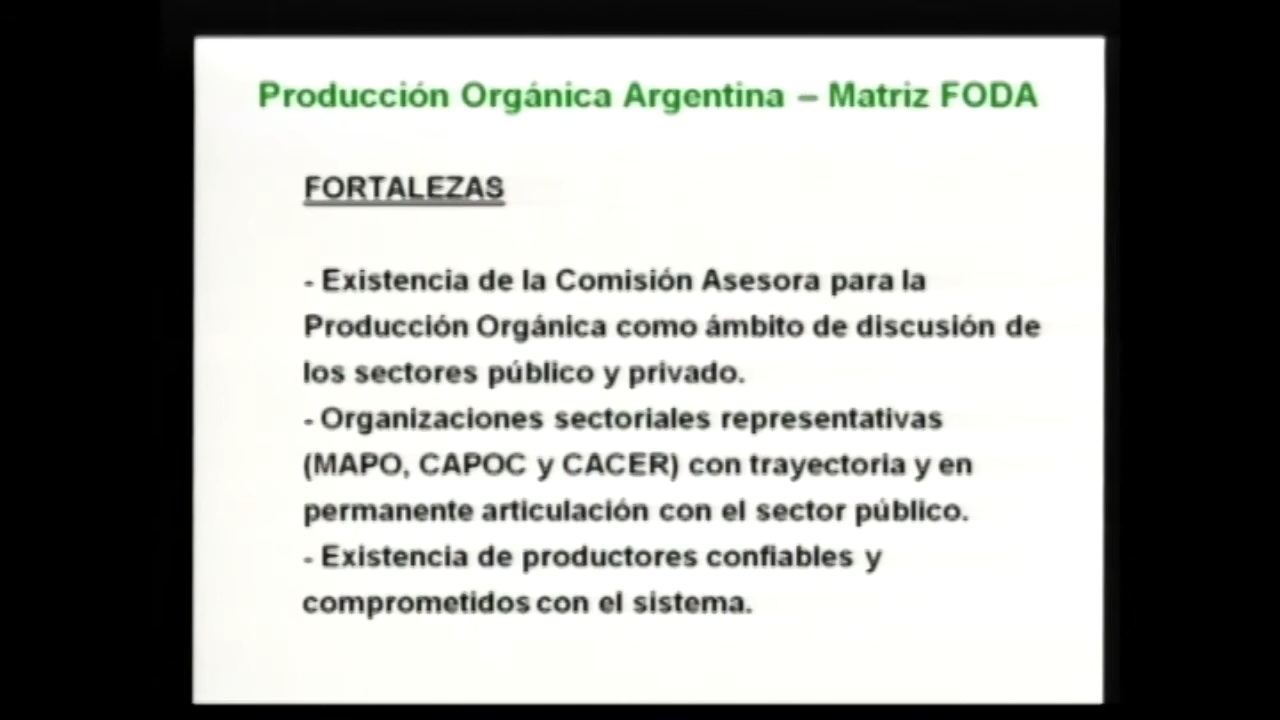 Producción Orgánica Argentina – Matriz FODA
FORTALEZAS
- Existencia de la Comisión Asesora para la
Producción Orgánica como ámbito de discusión de
los sectores público y privado.
- Organizaciones sectoriales representativas
(MAPO, CAPOC y CACER) con trayectoria y en
permanente articulación con el sector público.
- Existencia de productores confiables y
comprometidos con el sistema.